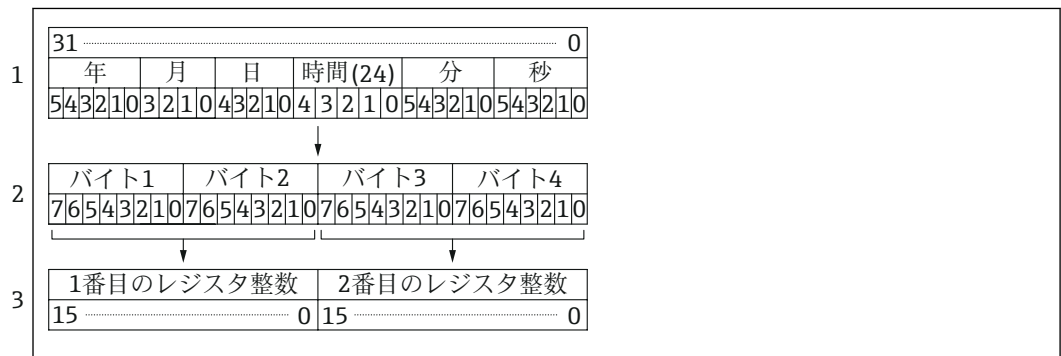 31 0
1
年 月 日 時間(24) 分 秒
5 4 3 2 1 0 3 2 1 0 4 3 2 1 0 4 3 2 1 0 5 4 3 2 1 0 5 4 3 2 1 0
2
バイト1 バイト2 バイト3 バイト4
7 6 5 4 3 2 1 0 7 6 5 4 3 2 1 0 7 6 5 4 3 2 1 0 7 6 5 4 3 2 1 0
3
1番目のレジスタ整数 2番目のレジスタ整数
15 0 15 0